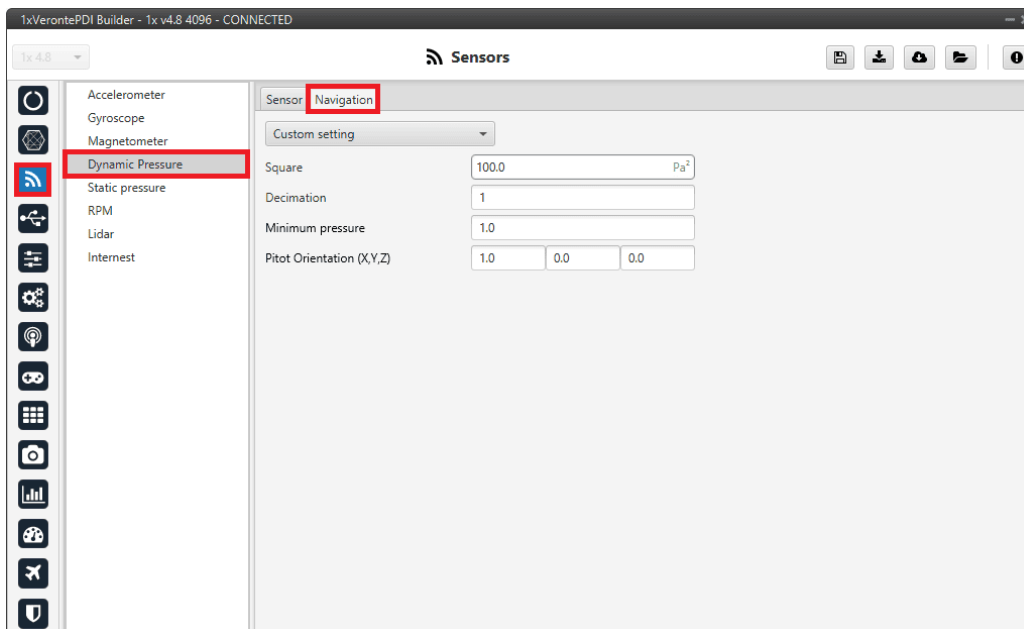 1xVerontePDI Builder - 1x v4.8 4096 - CONNECTED
1x 4.8
Sensors
Accelerometer
Gyroscope
Magnetometer
Dynamic Pressure
Static pressure
RPM
Lidar
Internest
Sensor Navigation
Custom setting
Square 100.0 Pa²
Decimation 1
Minimum pressure 1.0
Pitot Orientation (X,Y,Z) 1.0 0.0 0.0